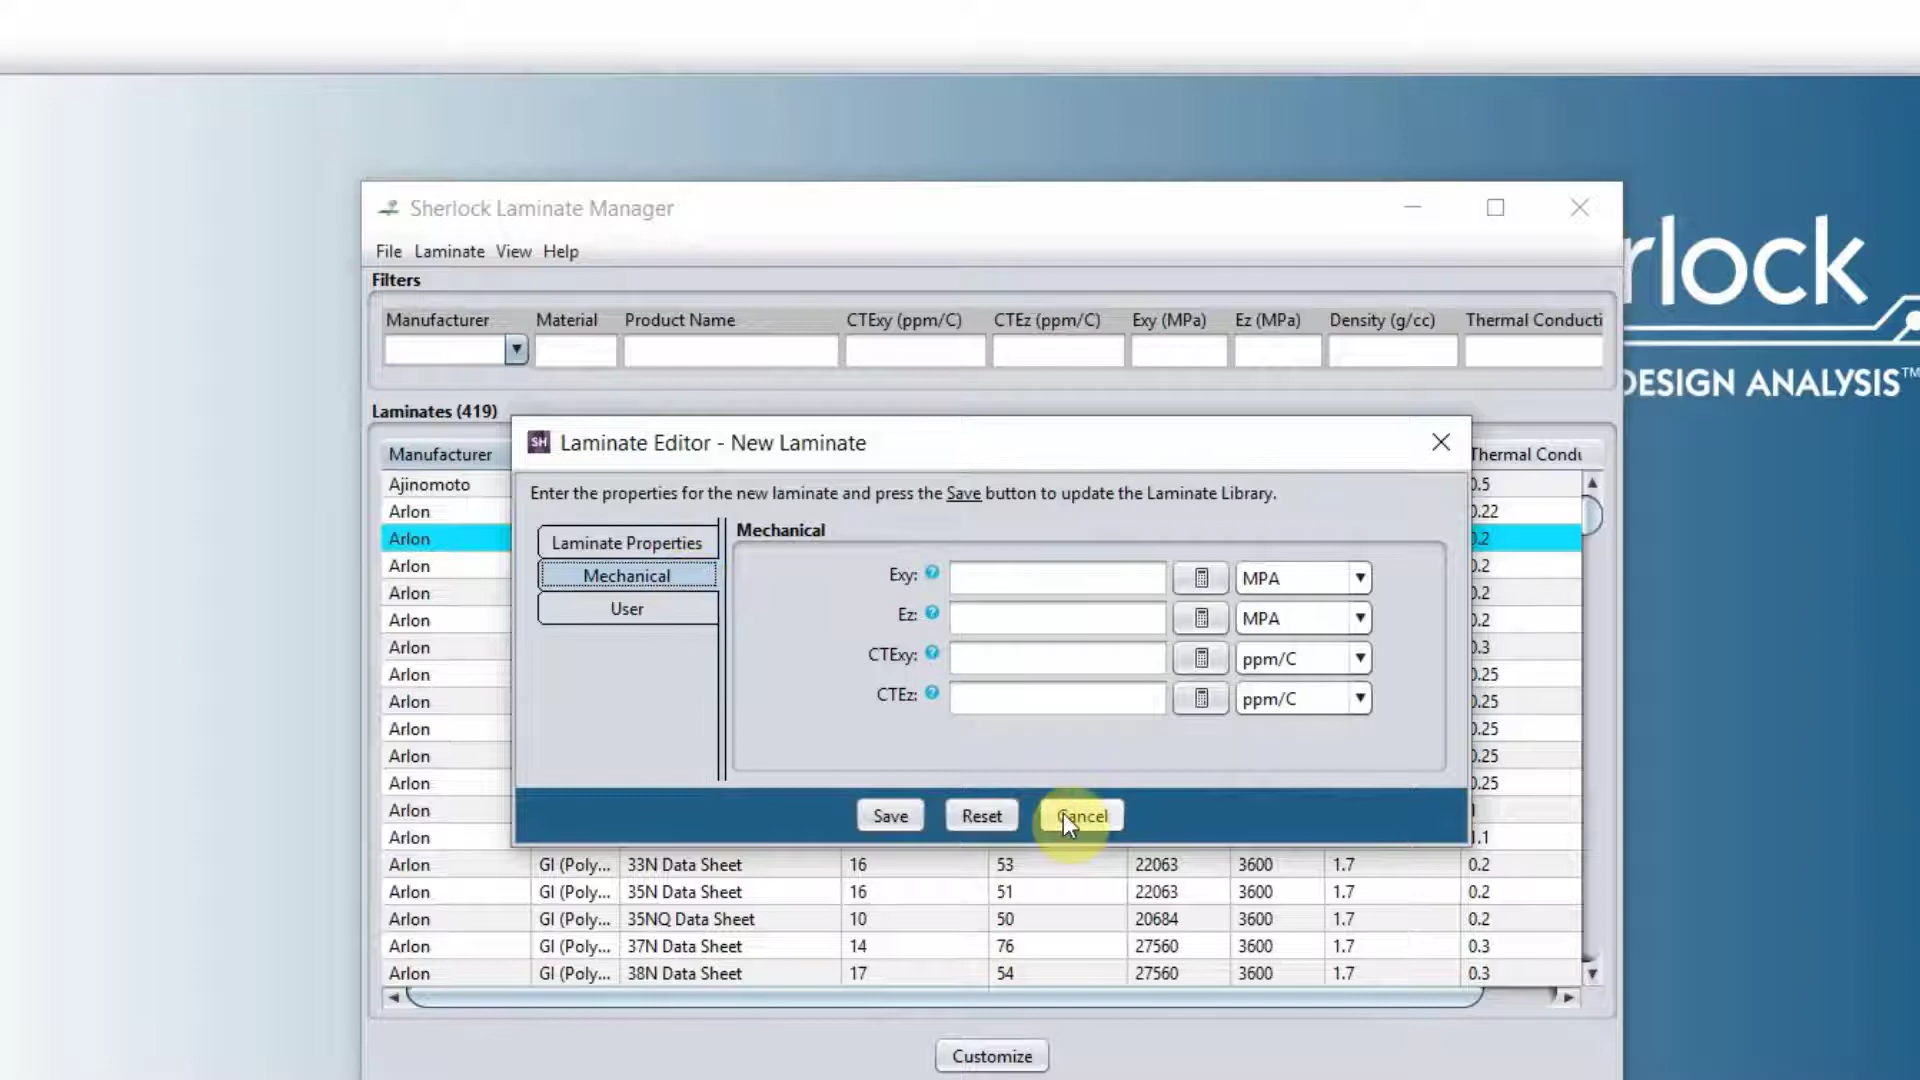 rlock
DESIGN ANALYSIS™
Sherlock Laminate Manager
File Laminate View Help
Filters
Manufacturer Material Product Name CTExy (ppm/C) CTEz (ppm/C) Exy (MPa) Ez (MPa) Density (g/cc) Thermal Conducti
Laminates (419)
Manufacturer Thermal Condu
Ajinomoto 0.5
Arlon 0.22
Arlon 0.2
Arlon 0.2
Arlon 0.2
Arlon 0.2
Arlon 0.3
Arlon 0.25
Arlon 0.25
Arlon 0.25
Arlon 0.25
Arlon 0.25
Arlon
Arlon 1.1
Arlon GI (Poly... 33N Data Sheet 16 53 22063 3600 1.7 0.2
Arlon GI (Poly... 35N Data Sheet 16 51 22063 3600 1.7 0.2
Arlon GI (Poly... 35NQ Data Sheet 10 50 20684 3600 1.7 0.2
Arlon GI (Poly... 37N Data Sheet 14 76 27560 3600 1.7 0.3
Arlon GI (Poly... 38N Data Sheet 17 54 27560 3600 1.7 0.3
Customize
SH Laminate Editor - New Laminate
Enter the properties for the new laminate and press the Save button to update the Laminate Library.
Laminate Properties
Mechanical
User
Mechanical
Exy: ? MPA
Ez: ? MPA
CTExy: ? ppm/C
CTEz: ? ppm/C
Save Reset Cancel